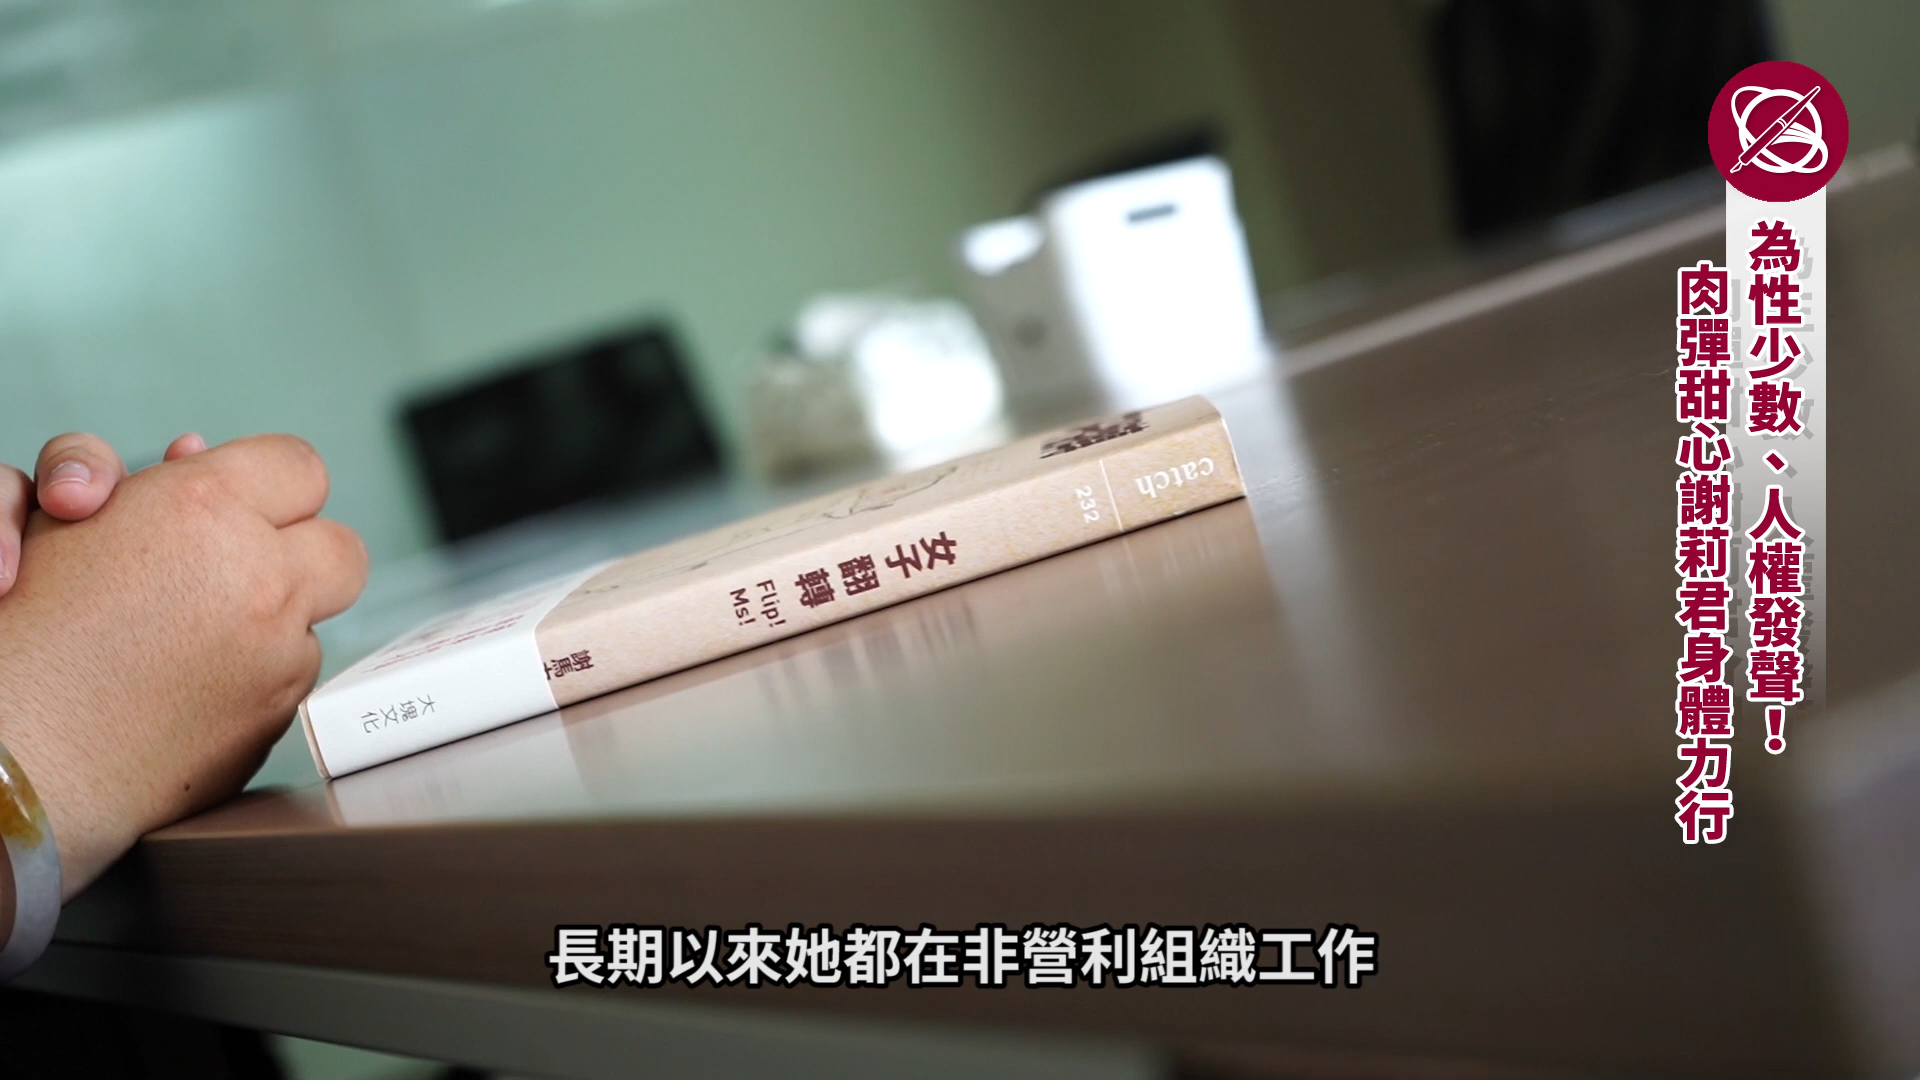 為性少數、人權發聲！
肉彈甜心謝莉君身體力行
catch
232
女子翻轉
Flip!
Ms!
大塊文化
長期以來她都在非營利組織工作